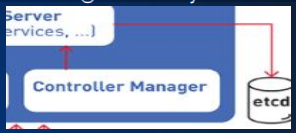 Server
ervices, ...)
Controller Manager
etcd